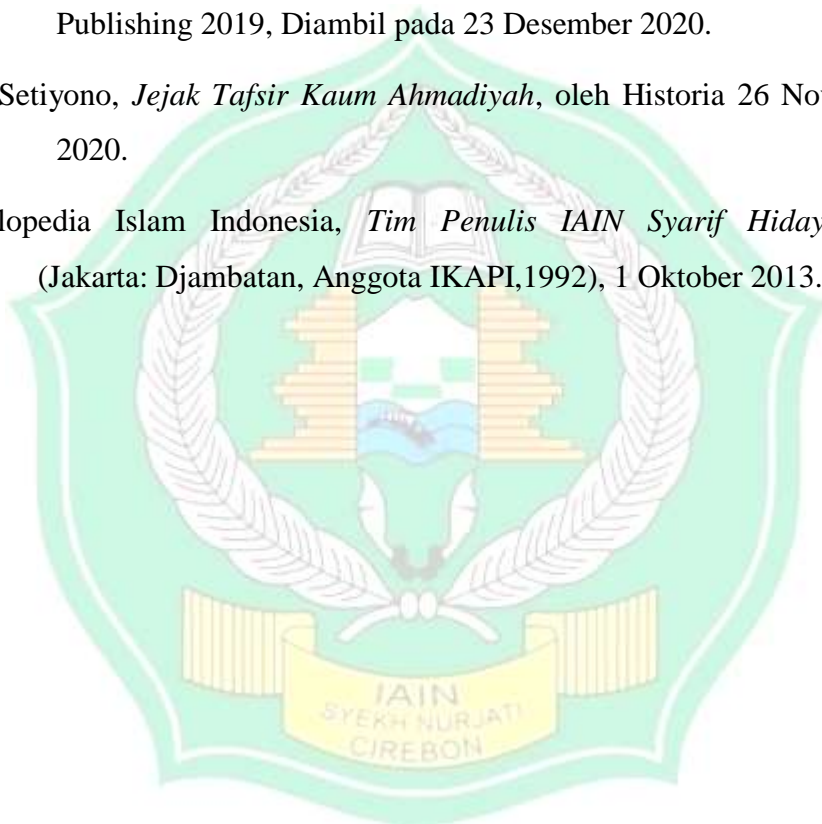 Publishing 2019, Diambil pada 23 Desember 2020.
Setiyono, Jejak Tafsir Kaum Ahmadiyah, oleh Historia 26 No
2020.
lopedia Islam Indonesia, Tim Penulis IAIN Syarif Hiday
(Jakarta: Djambatan, Anggota IKAPI,1992), 1 Oktober 2013.
IAIN
SYEKH NURJATI
CIREBON